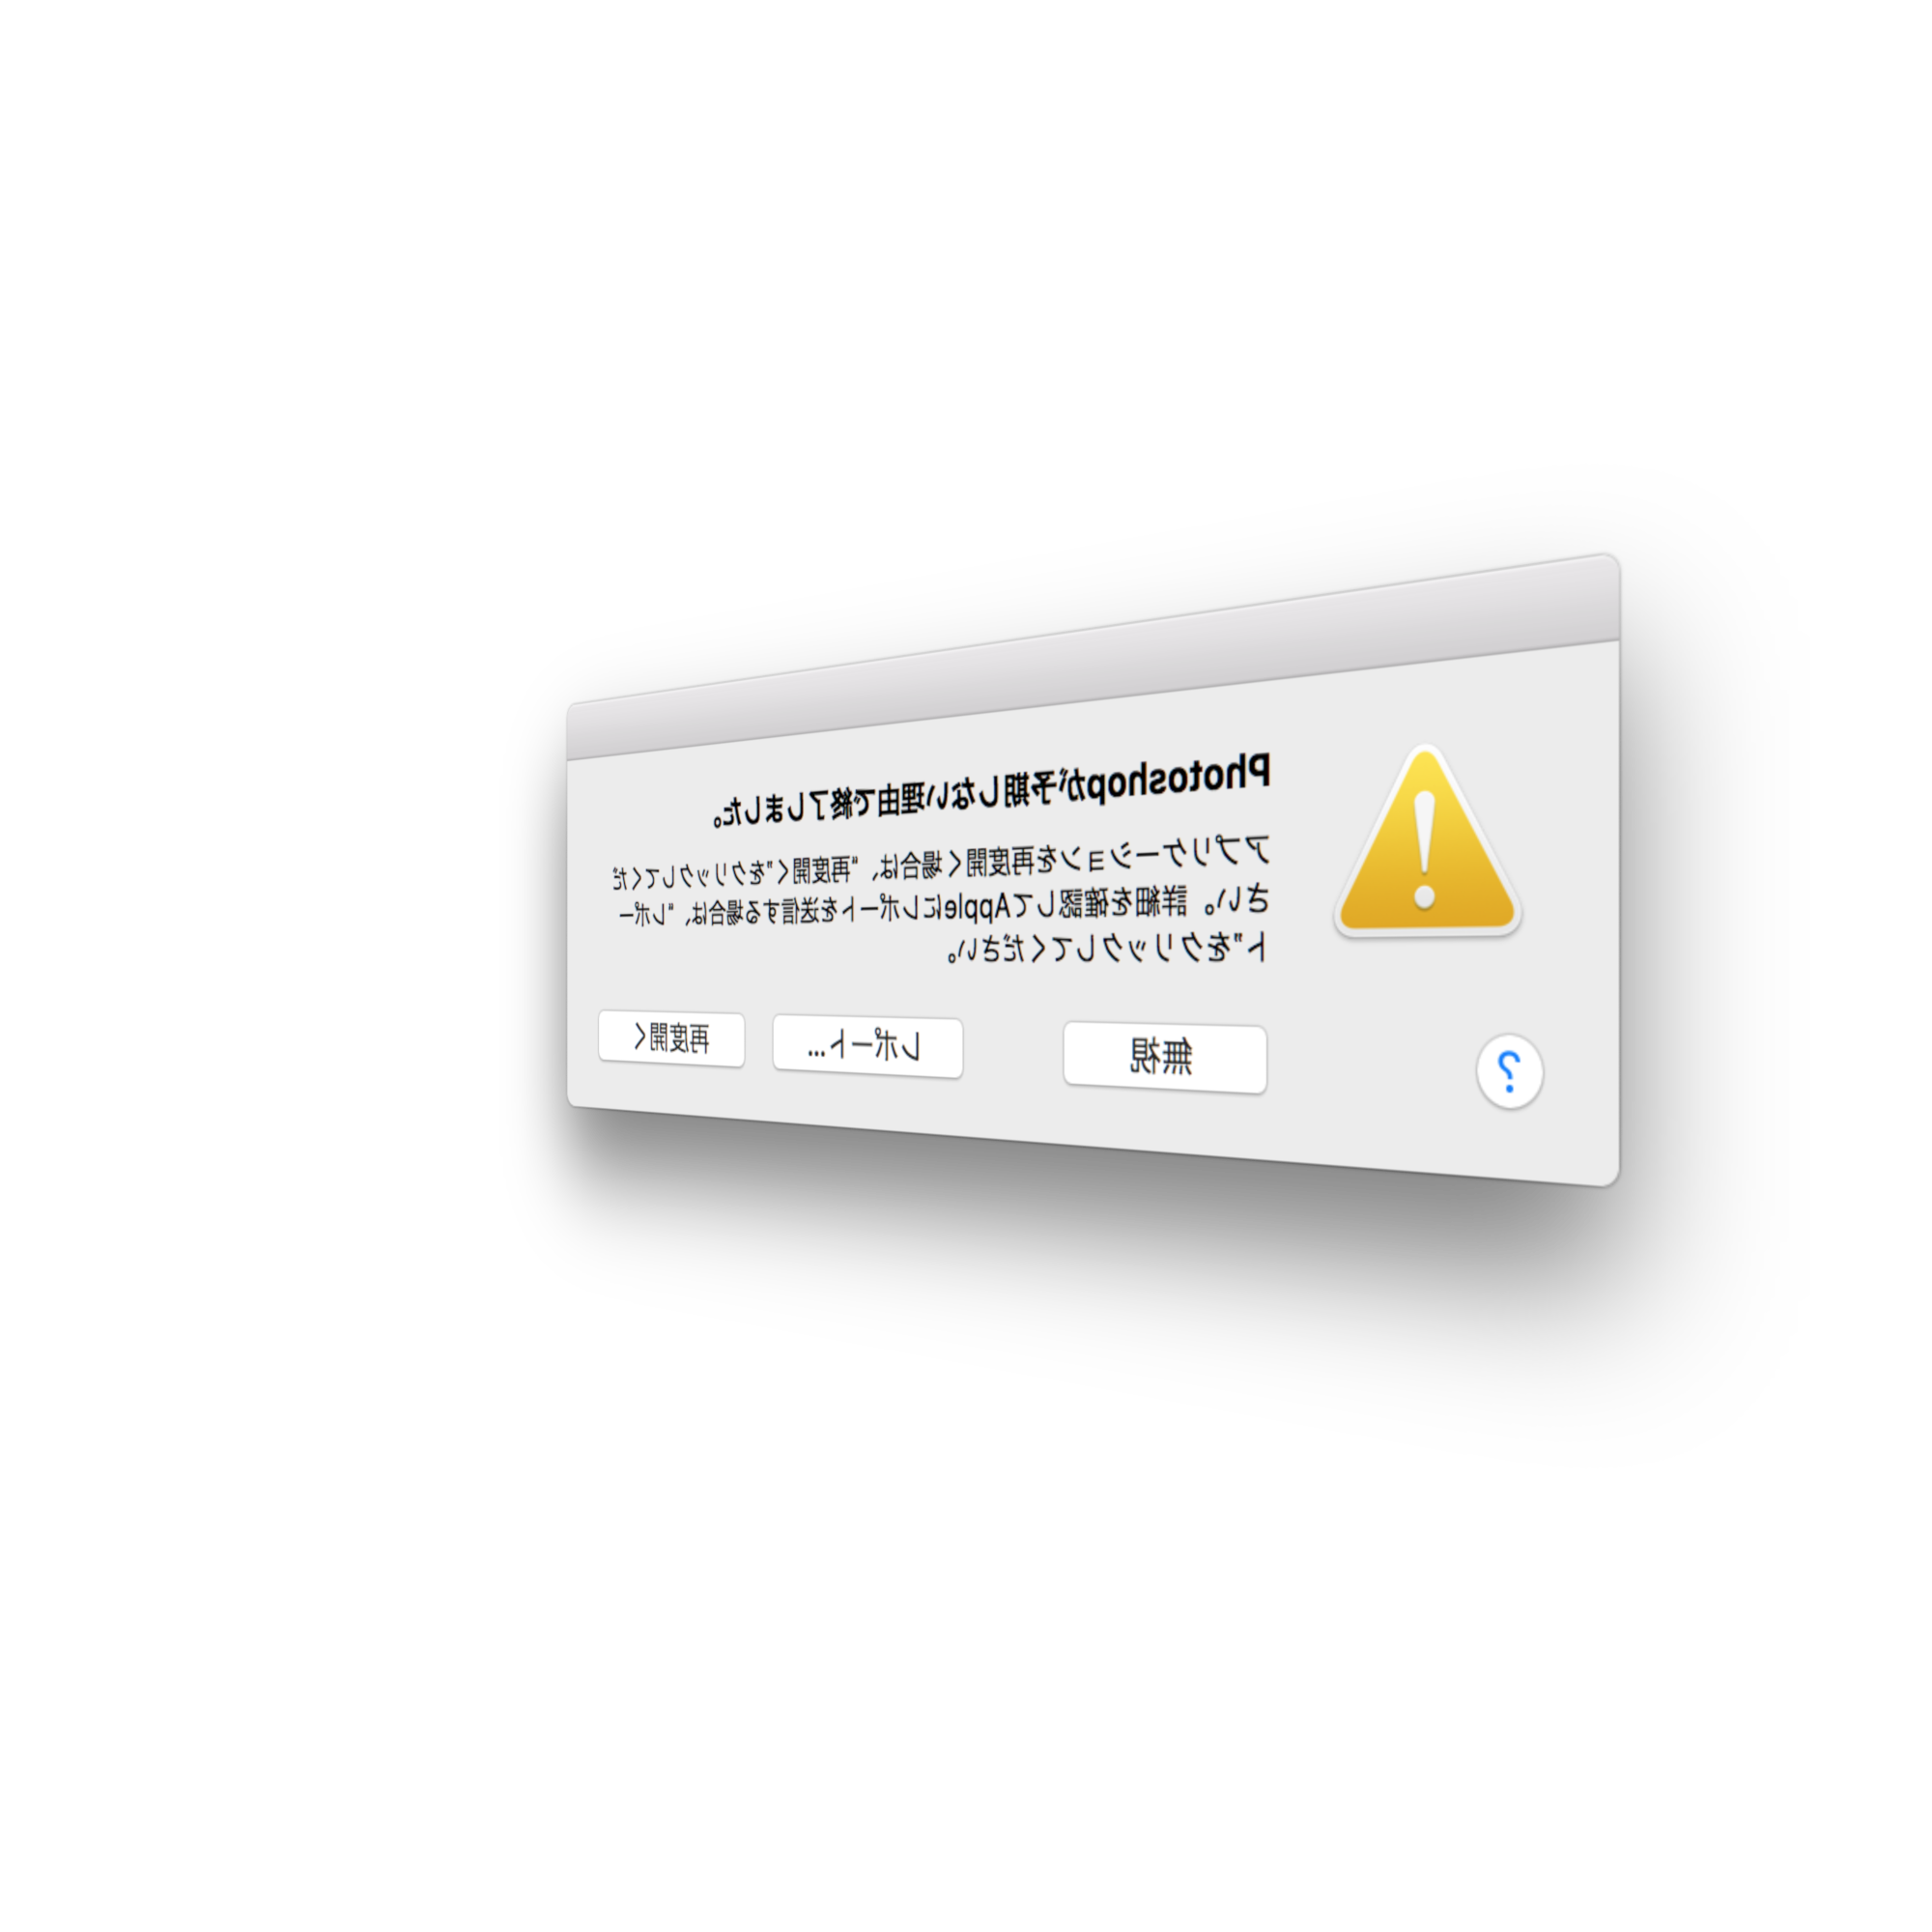 Photoshopが予期しない理由で終了しました。
アプリケーションを再度開く場合は、“再度開く”をクリックしてくだ
さい。詳細を確認してAppleにレポートを送信する場合は、“レポー
ト”をクリックしてください。
?
無視
レポート...
再度開く